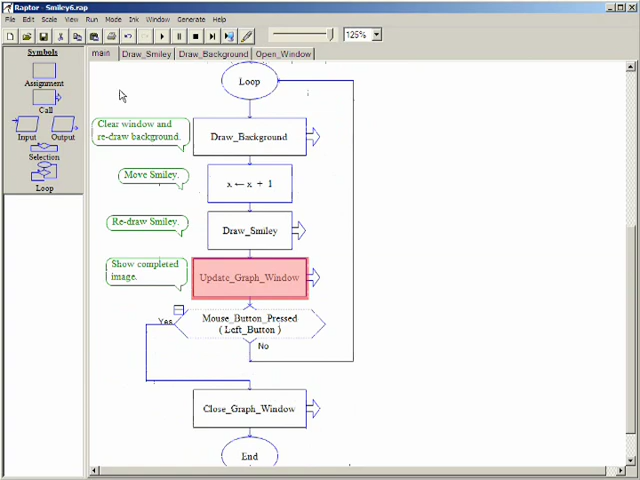 Raptor - Smiley6.rap
File Edit Scale View Run Mode Ink Window Generate Help
125%
Symbols
main Draw_Smiley Draw_Background Open_Window
Assignment
Call
Input Output
Selection
Loop
Loop
Clear window and
re-draw background.
Draw_Background
Move Smiley.
x ← x + 1
Re-draw Smiley.
Draw_Smiley
Show completed
image.
Update_Graph_Window
Yes
Mouse_Button_Pressed
( Left_Button )
No
Close_Graph_Window
End